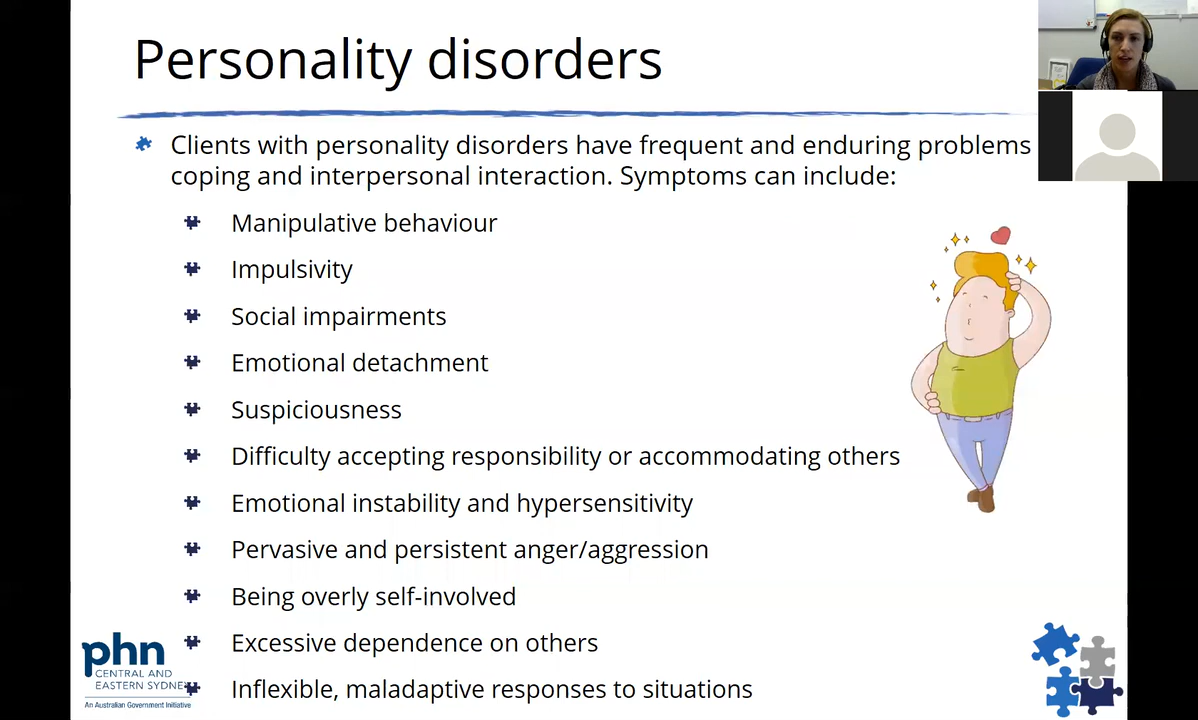 Personality disorders
Clients with personality disorders have frequent and enduring problems
coping and interpersonal interaction. Symptoms can include:
Manipulative behaviour
Impulsivity
Social impairments
Emotional detachment
Suspiciousness
Difficulty accepting responsibility or accommodating others
Emotional instability and hypersensitivity
Pervasive and persistent anger/aggression
Being overly self-involved
Excessive dependence on others
Inflexible, maladaptive responses to situations
phn
CENTRAL AND
EASTERN SYDNEY
An Australian Government Initiative